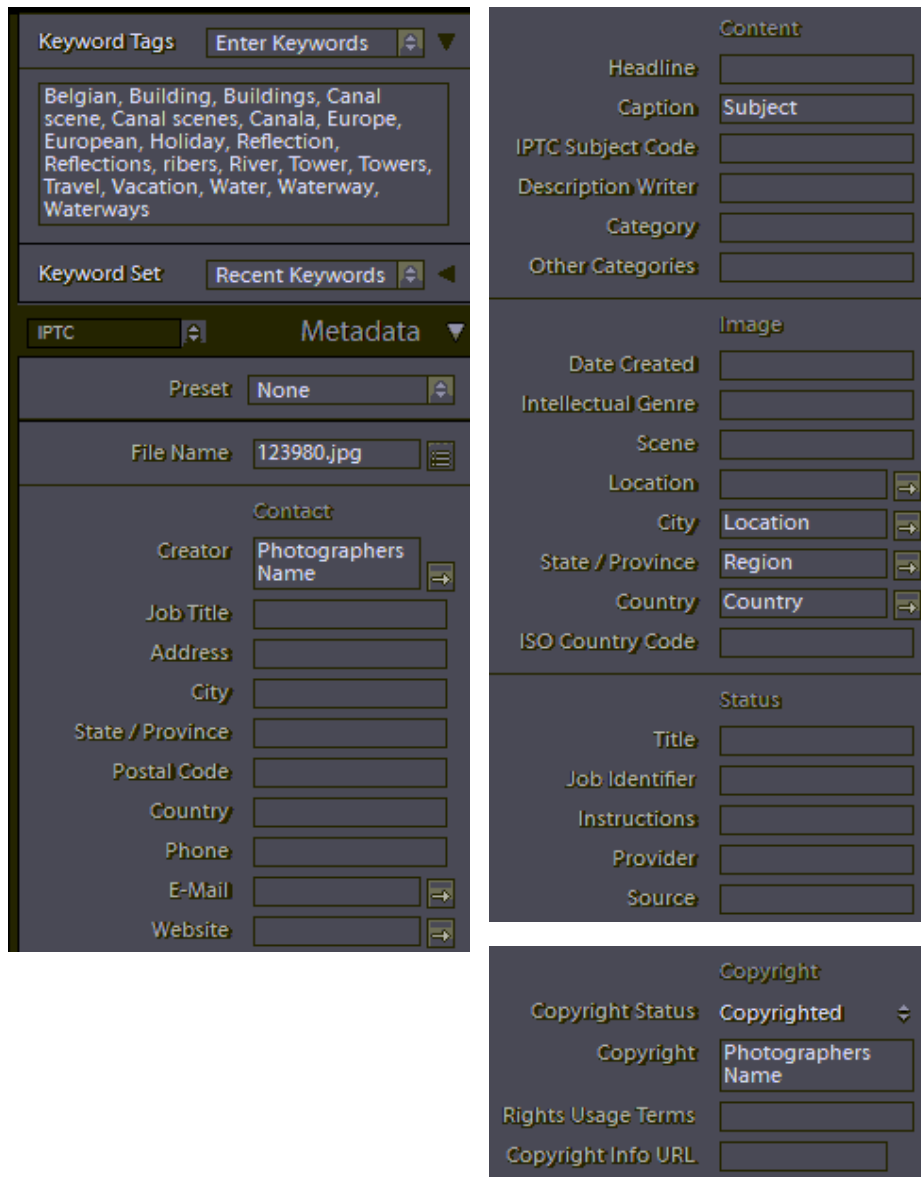 Keyword Tags Enter Keywords
Belgian, Building, Buildings, Canal
scene, Canal scenes, Canala, Europe,
European, Holiday, Reflection,
Reflections, ribers, River, Tower, Towers,
Travel, Vacation, Water, Waterway,
Waterways
Keyword Set Recent Keywords
IPTC Metadata
Preset None
File Name 123980.jpg
Contact
Creator Photographers
Name
Job Title
Address
City
State / Province
Postal Code
Country
Phone
E-Mail
Website
Content
Headline
Caption Subject
IPTC Subject Code
Description Writer
Category
Other Categories
Image
Date Created
Intellectual Genre
Scene
Location
City Location
State / Province Region
Country Country
ISO Country Code
Status
Title
Job Identifier
Instructions
Provider
Source
Copyright
Copyright Status Copyrighted
Copyright Photographers
Name
Rights Usage Terms
Copyright Info URL